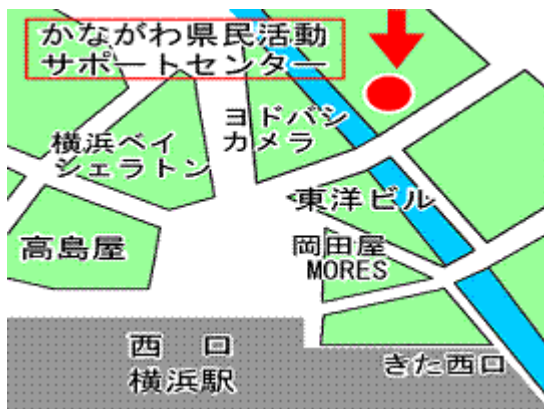 かながわ県民活動
サポートセンター
ヨドバシ
カメラ
横浜ベイ
シェラトン
東洋ビル
高島屋
岡田屋
MORES
西 口
横浜駅
きた西口